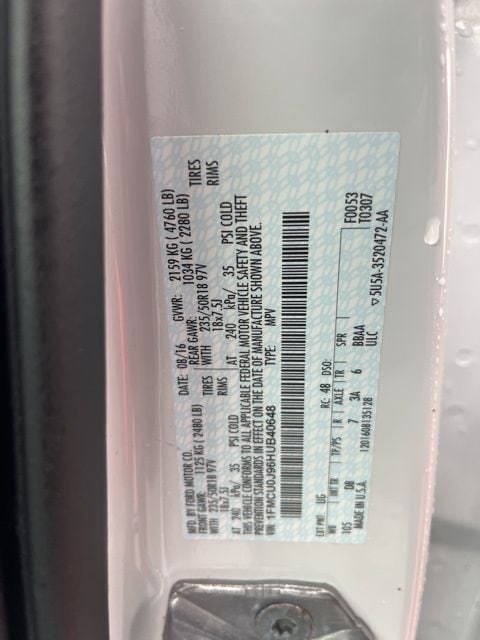 MFD. BY FORD MOTOR CO.
DATE: 08/16 GVWR: 2159 KG ( 4760 LB)
FRONT GAWR: 1125 KG ( 2480 LB) REAR GAWR: 1034 KG ( 2280 LB)
WITH 235/50R18 97V TIRES WITH 235/50R18 97V TIRES
18x7.5J RIMS 18x7.5J RIMS
AT 240 kPa/ 35 PSI COLD AT 240 kPa/ 35 PSI COLD
THIS VEHICLE CONFORMS TO ALL APPLICABLE FEDERAL MOTOR VEHICLE SAFETY AND THEFT
PREVENTION STANDARDS IN EFFECT ON THE DATE OF MANUFACTURE SHOWN ABOVE.
VIN: 1FMCU0J96HUB40648 TYPE: MPV
EXT PNT: UG RC: 48 DSO: F0053
WB INT TR TP/PS R AXLE TR SPR T0307
105 DB 7 3A 6 BBAA
MADE IN U.S.A. 1201608135128 ULC ▽5U5A-3520472-AA